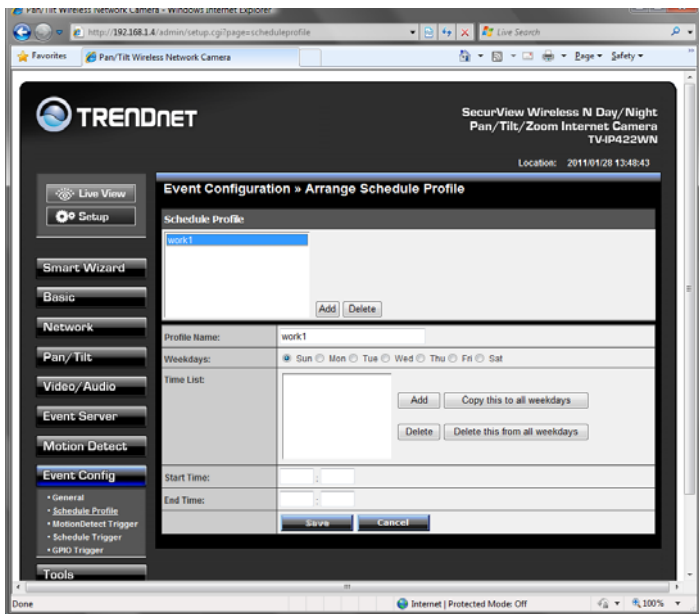 Pan/Tilt Wireless Network Camera - Windows Internet Explorer
http://192.168.1.4/admin/setup.cgi?page=scheduleprofile
Live Search
Favorites
Pan/Tilt Wireless Network Camera
Page
Safety
TRENDNET
SecurView Wireless N Day/Night
Pan/Tilt/Zoom Internet Camera
TV-IP422WN
Location: 2011/01/28 13:48:43
Live View
Setup
Smart Wizard
Basic
Network
Pan/Tilt
Video/Audio
Event Server
Motion Detect
Event Config
• General
• Schedule Profile
• MotionDetect Trigger
• Schedule Trigger
• GPIO Trigger
Tools
Event Configuration » Arrange Schedule Profile
Schedule Profile
work1
Add Delete
Profile Name: work1
Weekdays: Sun Mon Tue Wed Thu Fri Sat
Time List:
Add Copy this to all weekdays
Delete Delete this from all weekdays
Start Time: :
End Time: :
Save Cancel
Done
Internet | Protected Mode: Off
100%